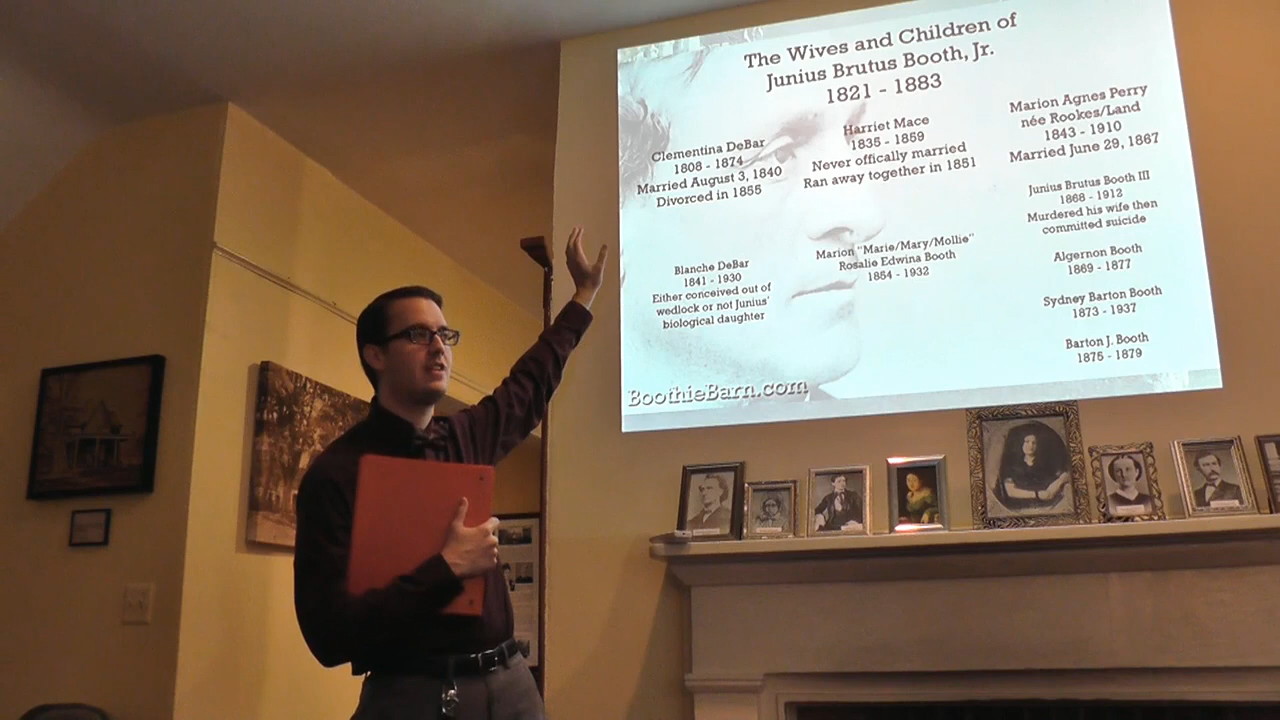 The Wives and Children of
Junius Brutus Booth, Jr.
1821 - 1883
Clementina DeBar
1808 - 1874
Married August 3, 1840
Divorced in 1855
Harriet Mace
1835 - 1859
Never offically married
Ran away together in 1851
Marion Agnes Perry
née Rookes/Land
1843 - 1910
Married June 29, 1867
Blanche DeBar
1841 - 1930
Either conceived out of
wedlock or not Junius'
biological daughter
Marion "Marie/Mary/Mollie"
Rosalie Edwina Booth
1854 - 1932
Junius Brutus Booth III
1868 - 1912
Murdered his wife then
committed suicide
Algernon Booth
1869 - 1877
Sydney Barton Booth
1873 - 1937
Barton J. Booth
1875 - 1879
BoothieBarn.com